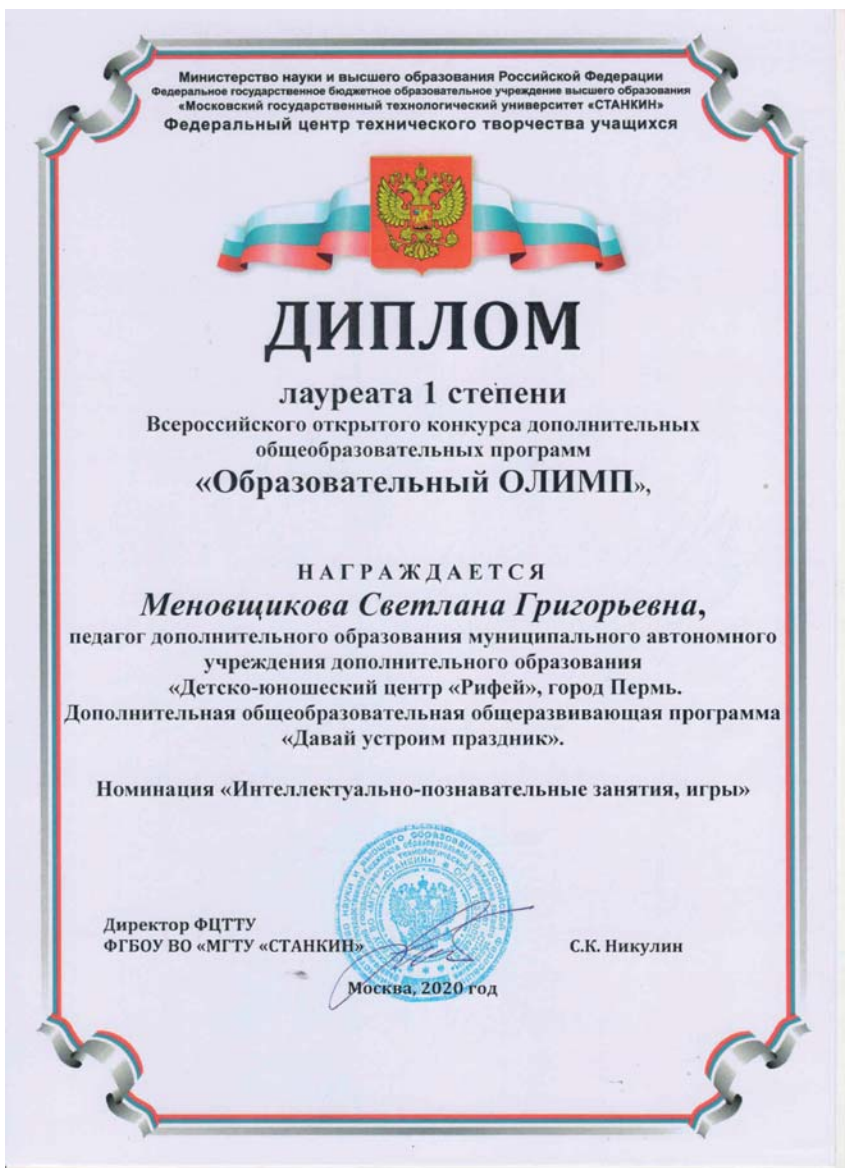 Министерство науки и высшего образования Российской Федерации
Федеральное государственное бюджетное образовательное учреждение высшего образования
«Московский государственный технологический университет «СТАНКИН»
Федеральный центр технического творчества учащихся
ДИПЛОМ
лауреата 1 степени
Всероссийского открытого конкурса дополнительных
общеобразовательных программ
«Образовательный ОЛИМП»,
НАГРАЖДАЕТСЯ
Меновщикова Светлана Григорьевна,
педагог дополнительного образования муниципального автономного
учреждения дополнительного образования
«Детско-юношеский центр «Рифей», город Пермь.
Дополнительная общеобразовательная общеразвивающая программа
«Давай устроим праздник».
Номинация «Интеллектуально-познавательные занятия, игры»
Директор ФЦТТУ
ФГБОУ ВО «МГТУ «СТАНКИН» С.К. Никулин
Москва, 2020 год